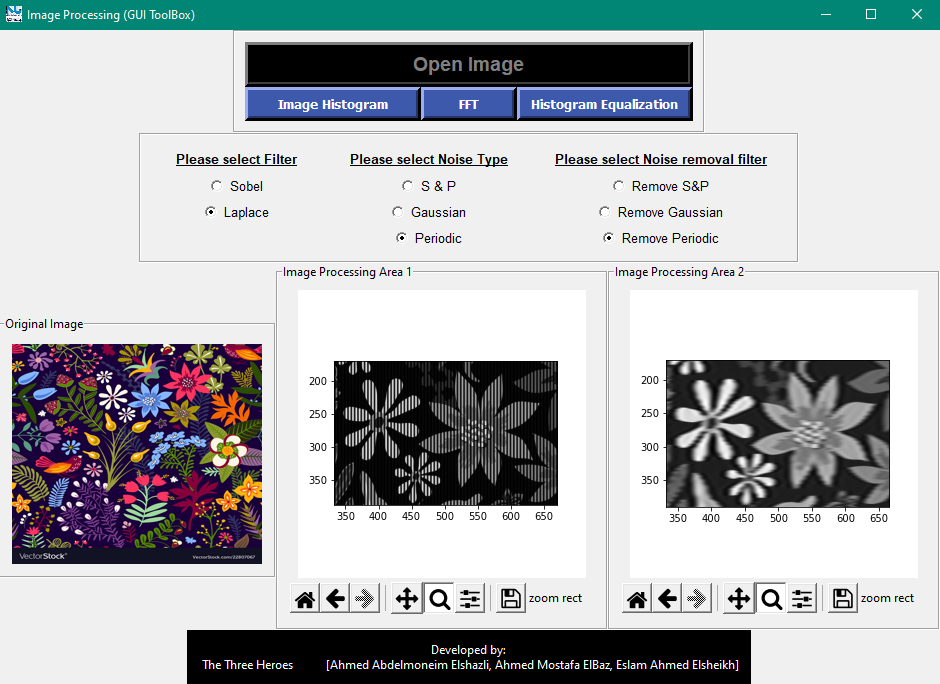 Image Processing (GUI ToolBox)
Open Image
Image Histogram FFT Histogram Equalization
Please select Filter Please select Noise Type Please select Noise removal filter
Sobel S & P Remove S&P
Laplace Gaussian Remove Gaussian
Periodic Remove Periodic
Image Processing Area 1 Image Processing Area 2
Original Image
200 200
250 250
300 300
350 350
350 400 450 500 550 600 650 350 400 450 500 550 600 650
VectorStock® VectorStock.com/22807067
zoom rect zoom rect
Developed by:
The Three Heroes [Ahmed Abdelmoneim Elshazli, Ahmed Mostafa ElBaz, Eslam Ahmed Elsheikh]